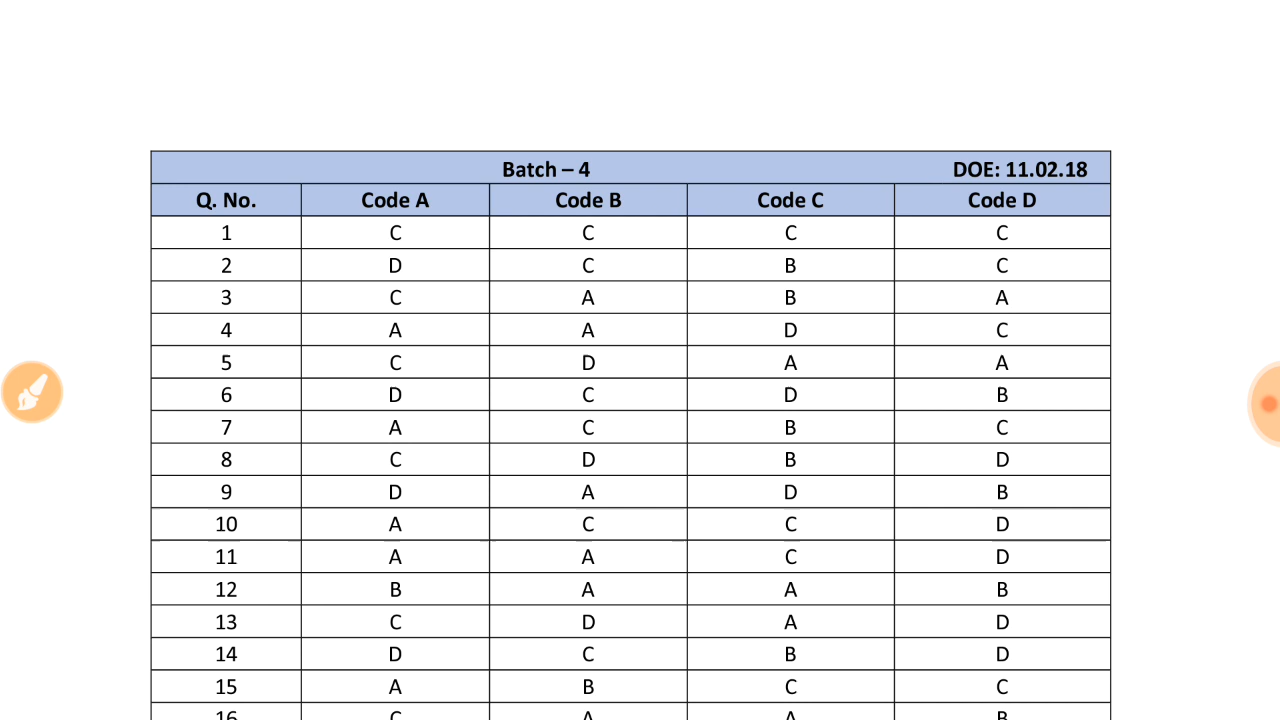 Batch – 4 DOE: 11.02.18
Q. No. Code A Code B Code C Code D
1 C C C C
2 D C B C
3 C A B A
4 A A D C
5 C D A A
6 D C D B
7 A C B C
8 C D B D
9 D A D B
10 A C C D
11 A A C D
12 B A A B
13 C D A D
14 D C B D
15 A B C C
16 C A A B